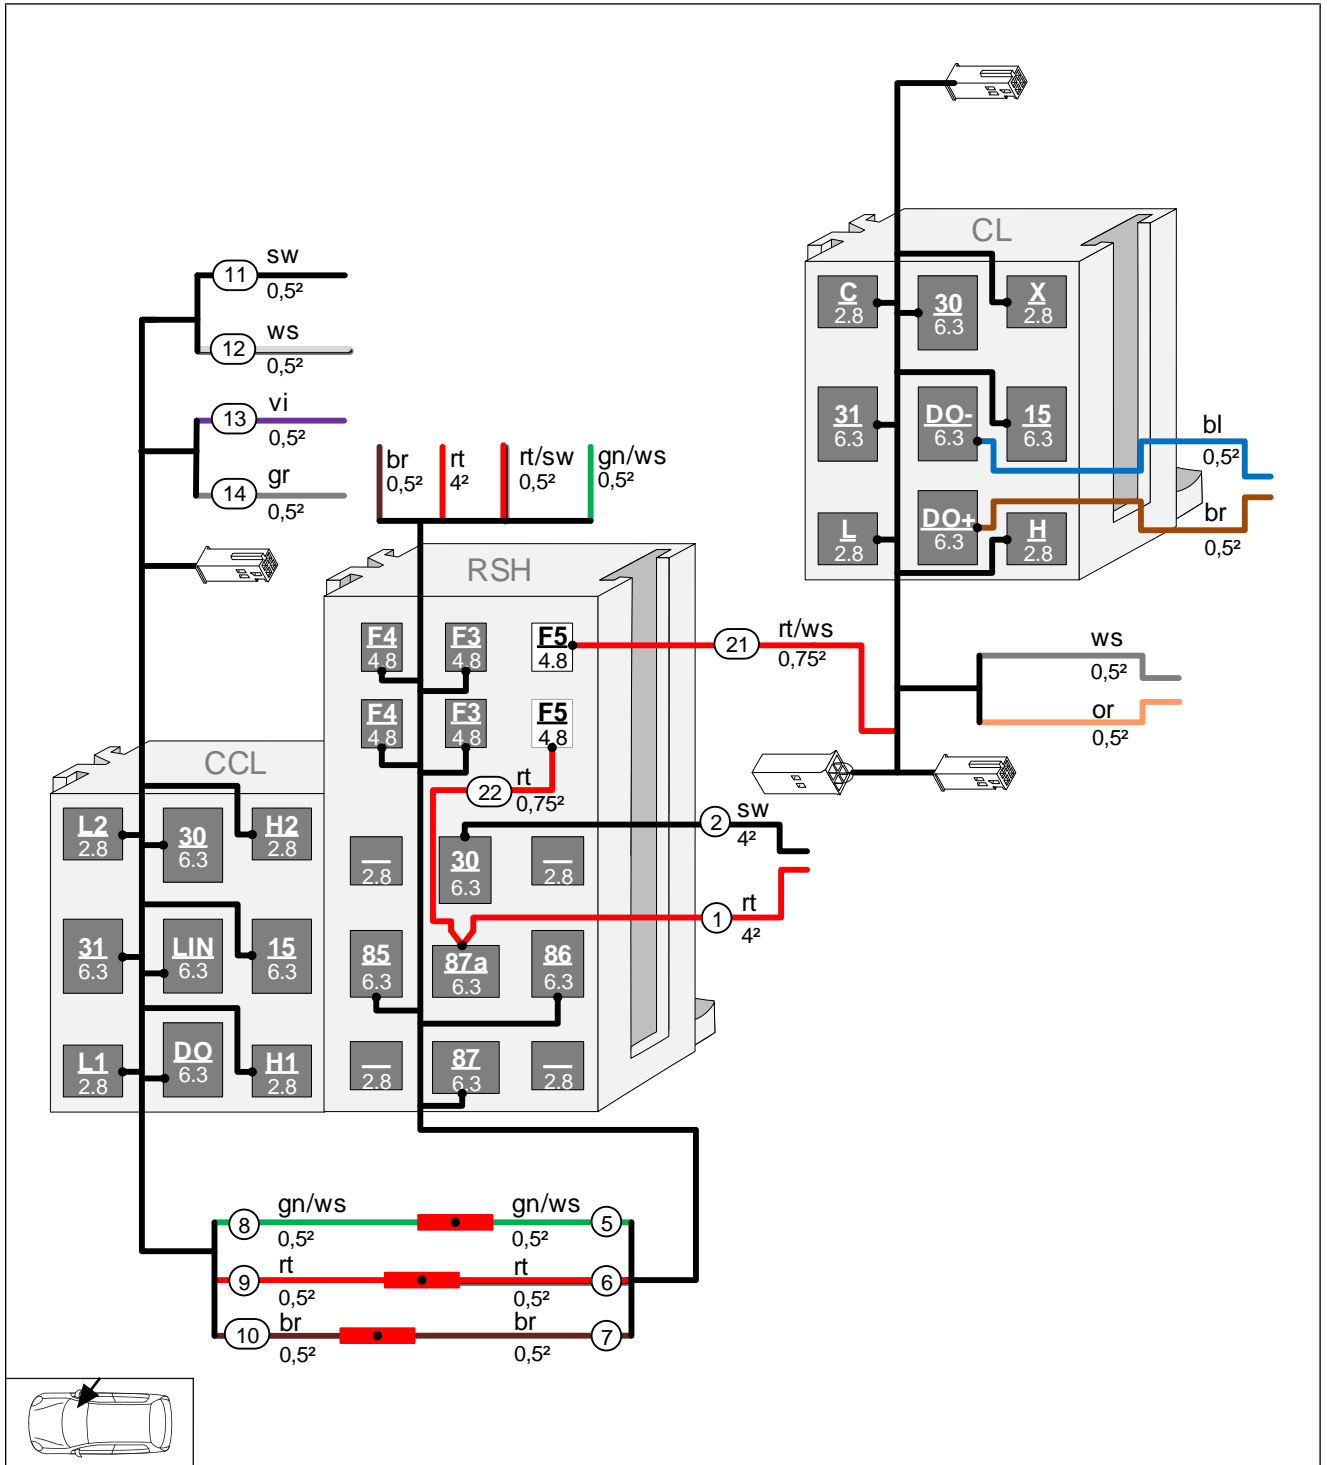 CL
C
2.8
30
6.3
X
2.8
31
6.3
DO-
6.3
15
6.3
L
2.8
DO+
6.3
H
2.8
bl
0,5²
br
0,5²
11
sw
0,5²
12
ws
0,5²
13
vi
0,5²
14
gr
0,5²
br
0,5²
rt
4²
rt/sw
0,5²
gn/ws
0,5²
RSH
F4
4.8
F3
4.8
F5
4.8
F4
4.8
F3
4.8
F5
4.8
21
rt/ws
0,75²
ws
0,5²
or
0,5²
22
rt
0,75²
2
sw
4²
1
rt
4²
2.8
30
6.3
2.8
85
6.3
87a
6.3
86
6.3
2.8
87
6.3
2.8
CCL
L2
2.8
30
6.3
H2
2.8
31
6.3
LIN
6.3
15
6.3
L1
2.8
DO
6.3
H1
2.8
8
gn/ws
0,5²
gn/ws
0,5²
5
9
rt
0,5²
rt
0,5²
6
10
br
0,5²
br
0,5²
7